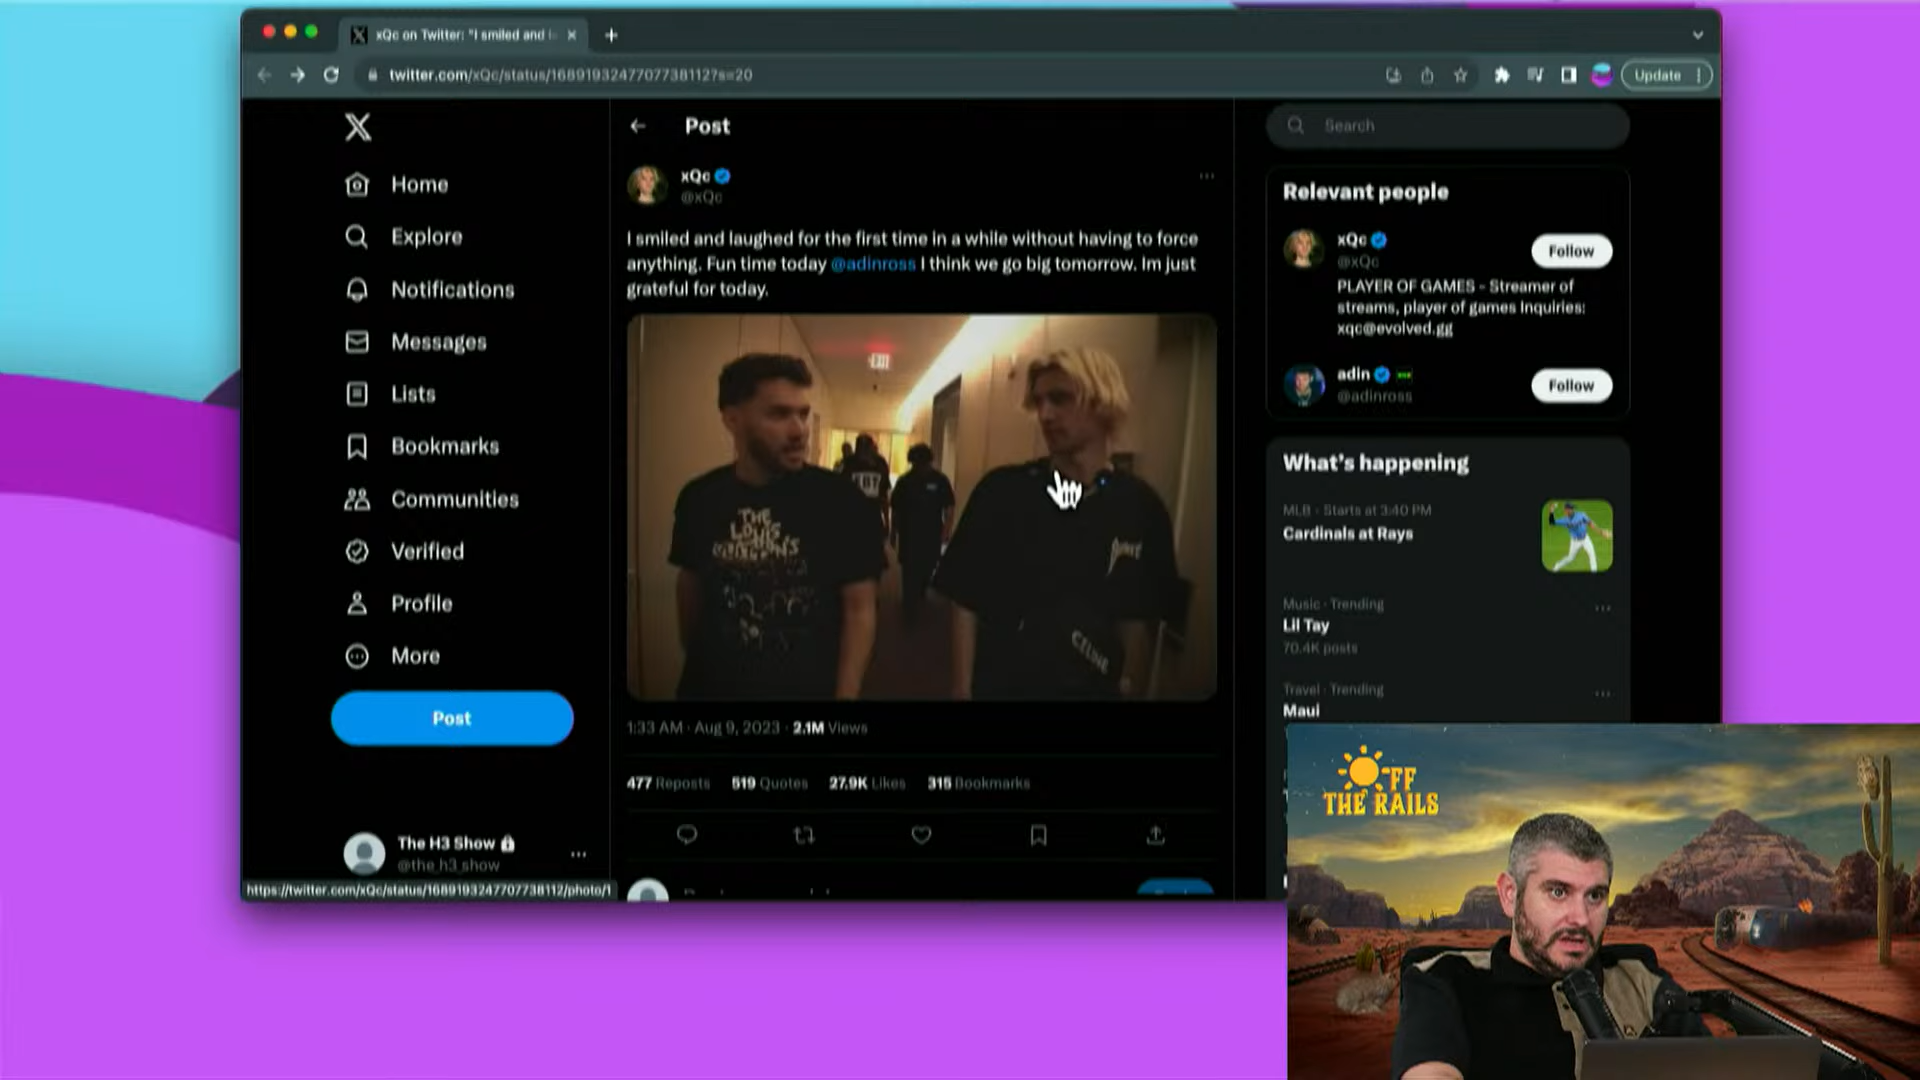 xQc on Twitter: "I smiled and l
twitter.com/xQc/status/1689193247707738112?s=20
Update
Home
Explore
Notifications
Messages
Lists
Bookmarks
Communities
Verified
Profile
More
Post
The H3 Show
@the_h3_show
https://twitter.com/xQc/status/1689193247707738112/photo/1
Post
xQc
@xQc
I smiled and laughed for the first time in a while without having to force
anything. Fun time today @adinross I think we go big tomorrow. Im just
grateful for today.
THE
CELINE
1:33 AM · Aug 9, 2023 · 2.1M Views
477 Reposts 519 Quotes 27.9K Likes 315 Bookmarks
Search
Relevant people
xQc
@xQc
Follow
PLAYER OF GAMES - Streamer of
streams, player of games Inquiries:
xqc@evolved.gg
adin
@adinross
Follow
What's happening
MLB · Starts at 3:40 PM
Cardinals at Rays
Music · Trending
Lil Tay
70.4K posts
Travel · Trending
Maui
OFF
THE RAILS